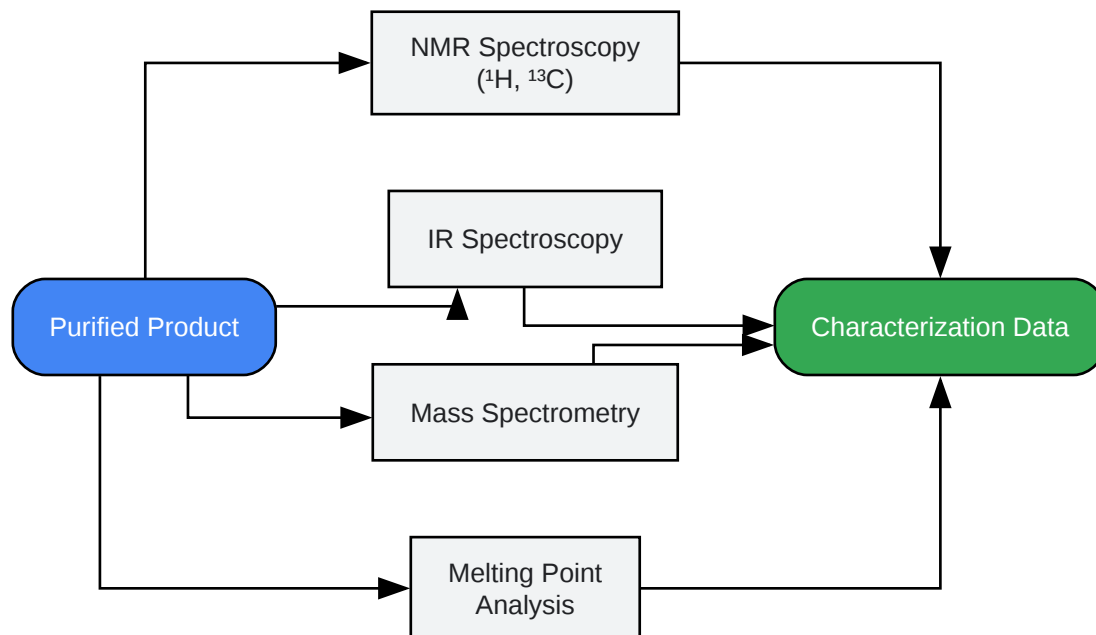 NMR Spectroscopy
(¹H, ¹³C)
IR Spectroscopy
Purified Product
Characterization Data
Mass Spectrometry
Melting Point
Analysis